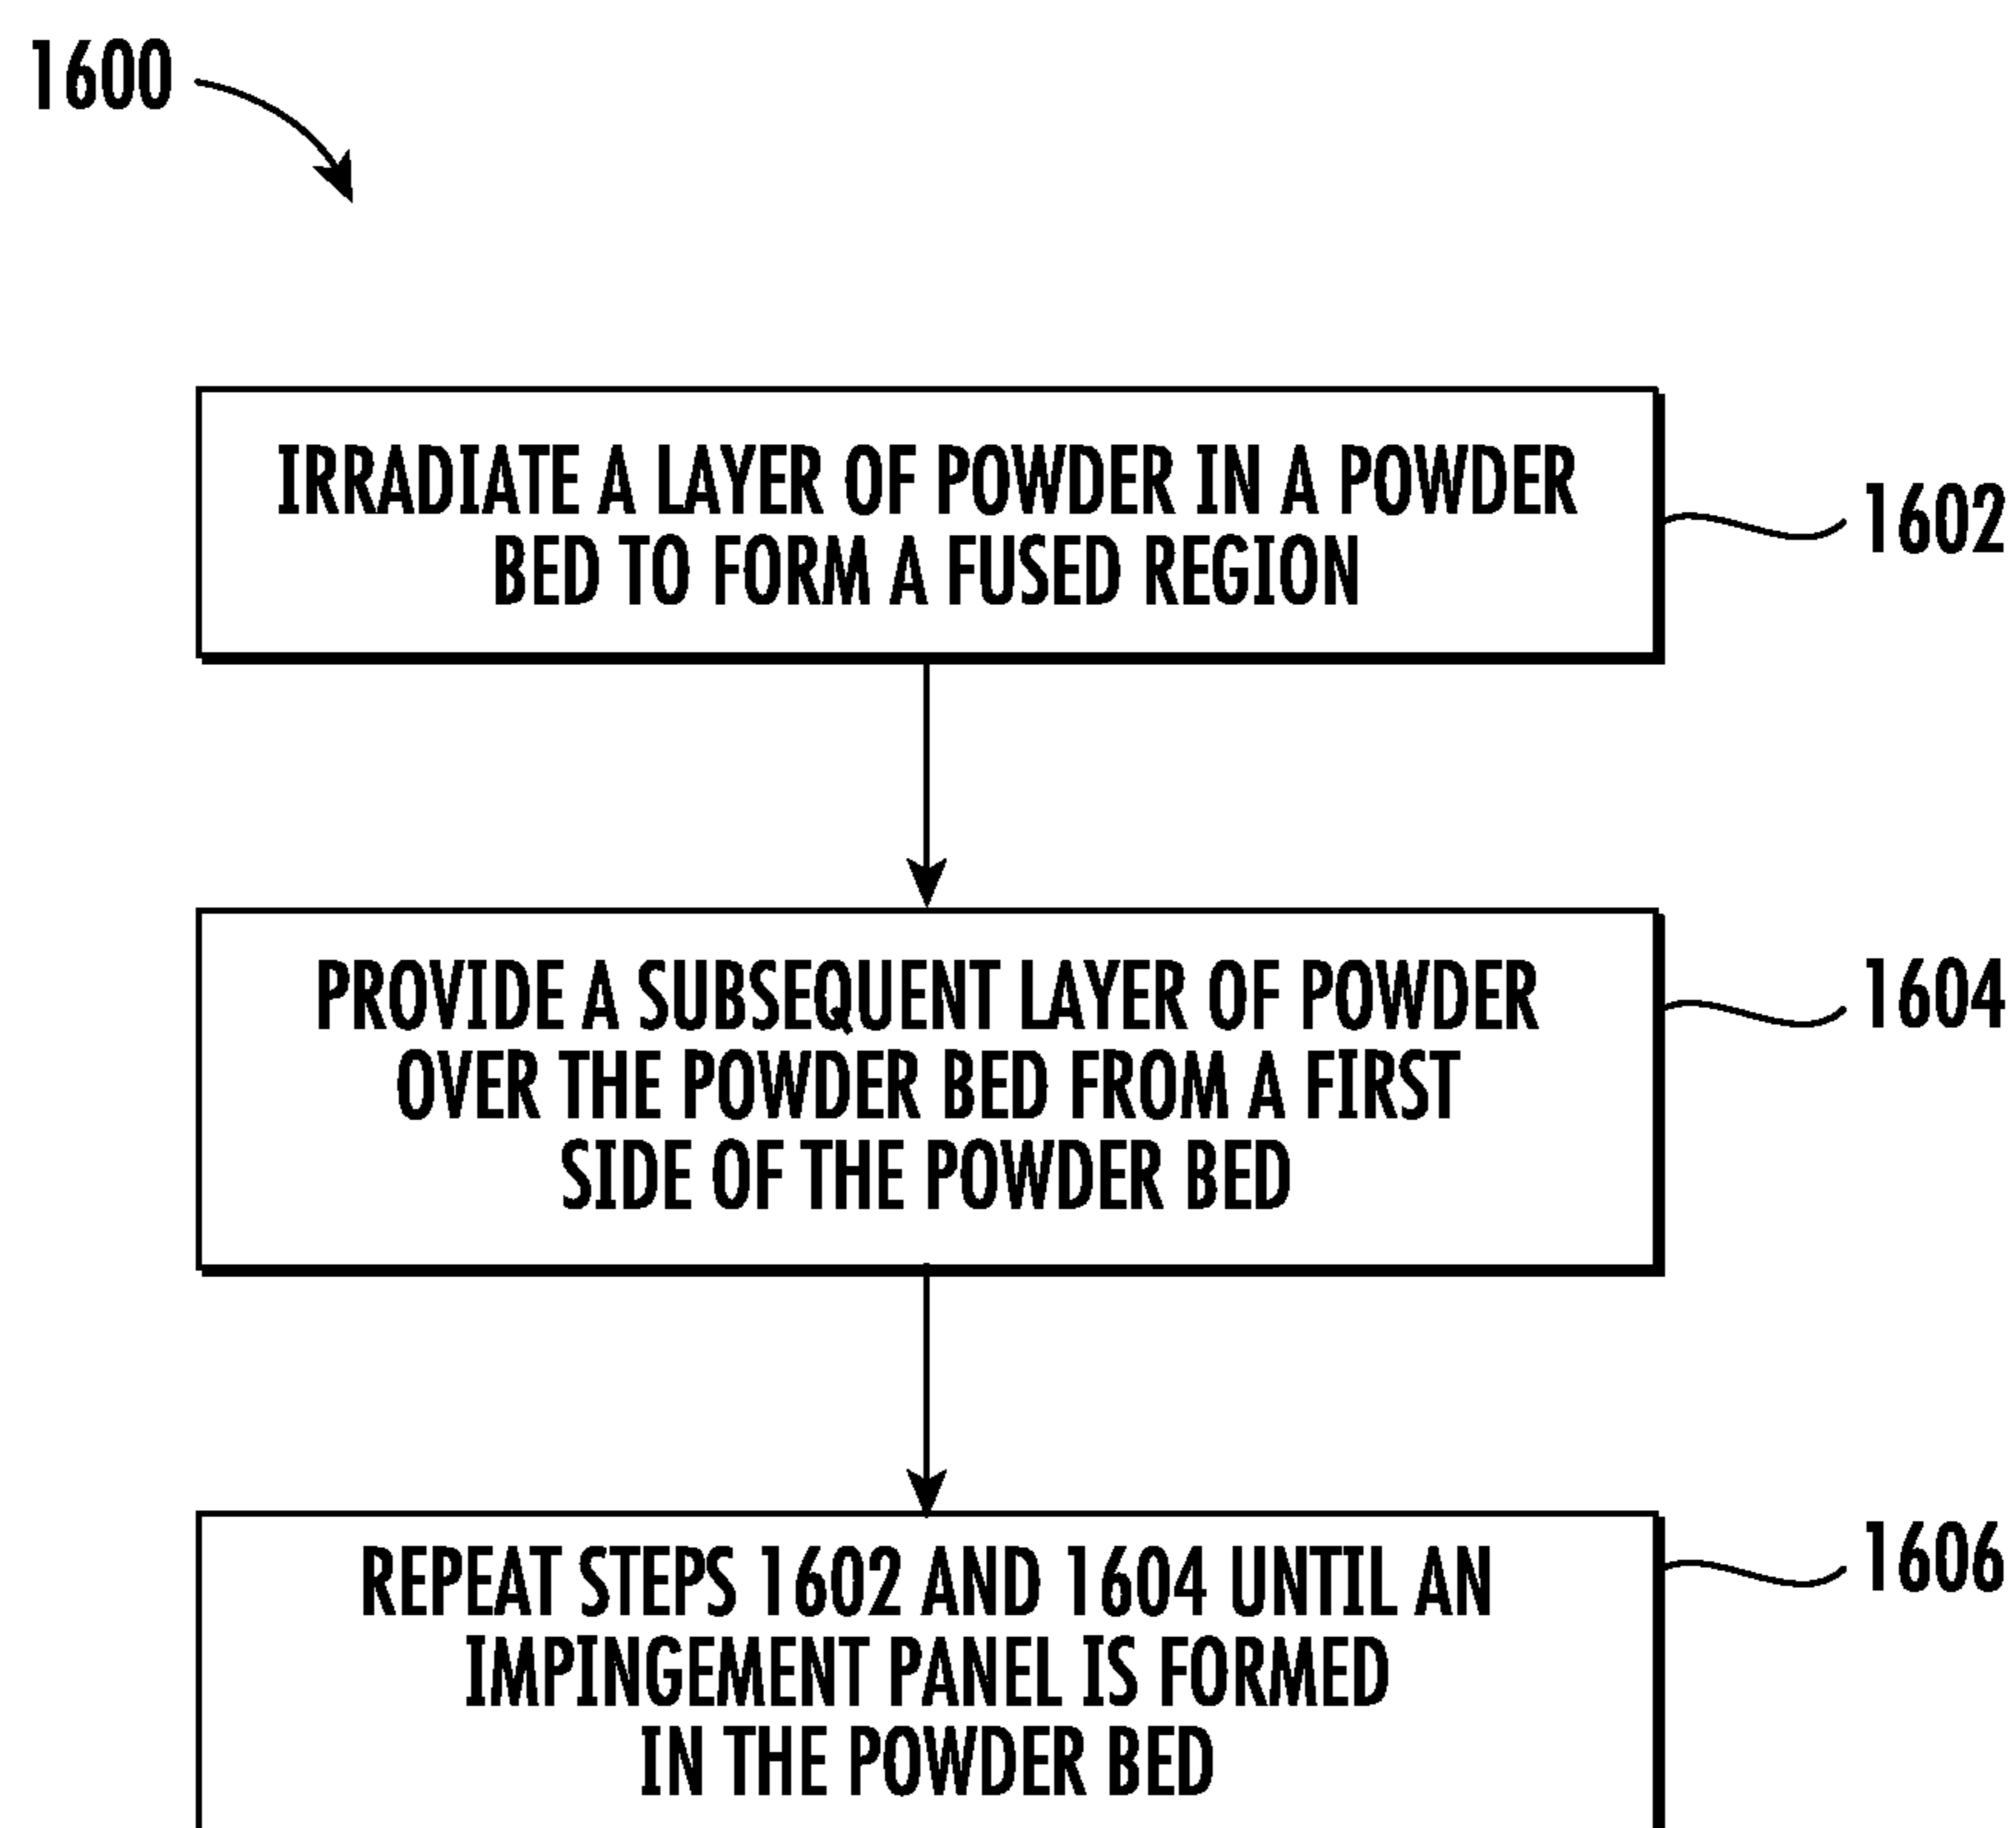 1600
IRRADIATE A LAYER OF POWDER IN A POWDER
BED TO FORM A FUSED REGION
1602
PROVIDE A SUBSEQUENT LAYER OF POWDER
OVER THE POWDER BED FROM A FIRST
SIDE OF THE POWDER BED
1604
REPEAT STEPS 1602 AND 1604 UNTIL AN
IMPINGEMENT PANEL IS FORMED
IN THE POWDER BED
1606